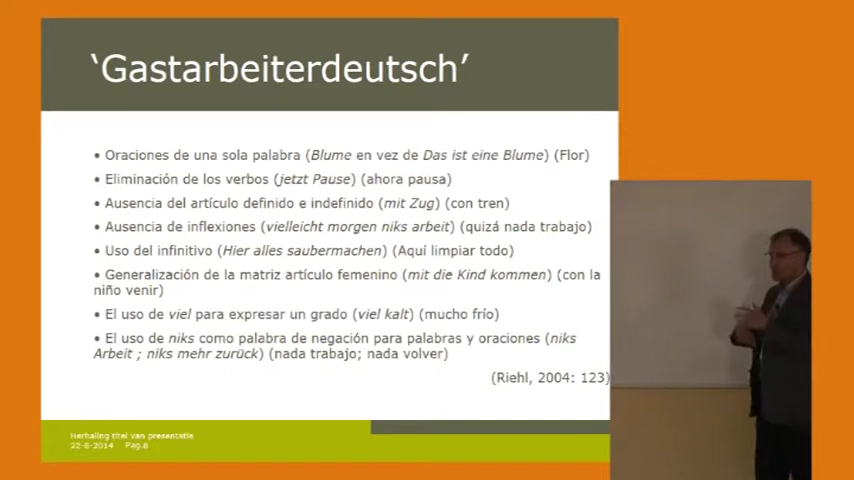 ‘Gastarbeiterdeutsch’
• Oraciones de una sola palabra (Blume en vez de Das ist eine Blume) (Flor)
• Eliminación de los verbos (jetzt Pause) (ahora pausa)
• Ausencia del artículo definido e indefinido (mit Zug) (con tren)
• Ausencia de inflexiones (vielleicht morgen niks arbeit) (quizá nada trabajo)
• Uso del infinitivo (Hier alles saubermachen) (Aquí limpiar todo)
• Generalización de la matriz artículo femenino (mit die Kind kommen) (con la
niño venir)
• El uso de viel para expresar un grado (viel kalt) (mucho frío)
• El uso de niks como palabra de negación para palabras y oraciones (niks
Arbeit ; niks mehr zurück) (nada trabajo; nada volver)
(Riehl, 2004: 123)
Herhaling titel van presentatie
22-6-2014 Pag.8